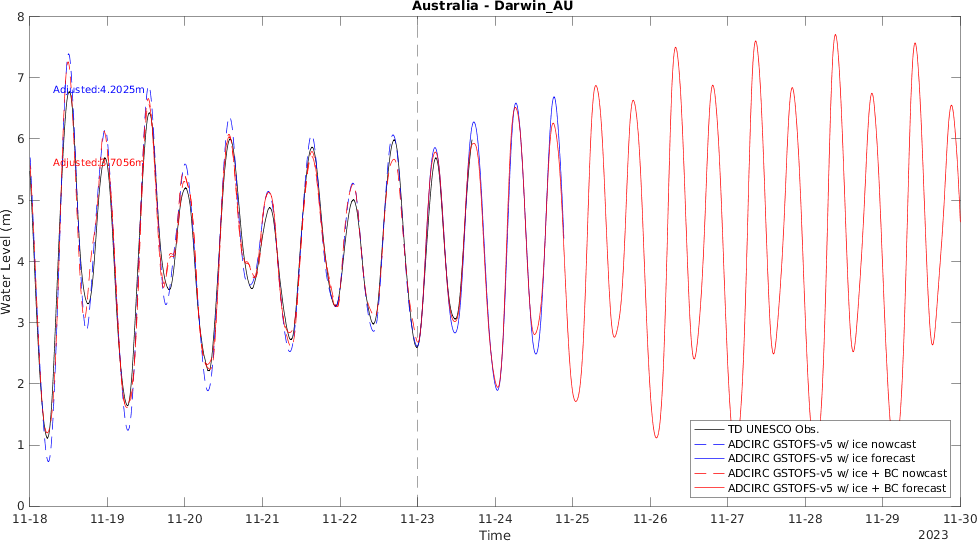 Australia - Darwin_AU
8
7
6
5
4
3
2
1
0
Water Level (m)
Adjusted:4.2025m
Adjusted:3.7056m
TD UNESCO Obs.
ADCIRC GSTOFS-v5 w/ ice nowcast
ADCIRC GSTOFS-v5 w/ ice forecast
ADCIRC GSTOFS-v5 w/ ice + BC nowcast
ADCIRC GSTOFS-v5 w/ ice + BC forecast
11-18 11-19 11-20 11-21 11-22 11-23 11-24 11-25 11-26 11-27 11-28 11-29 11-30
Time
2023